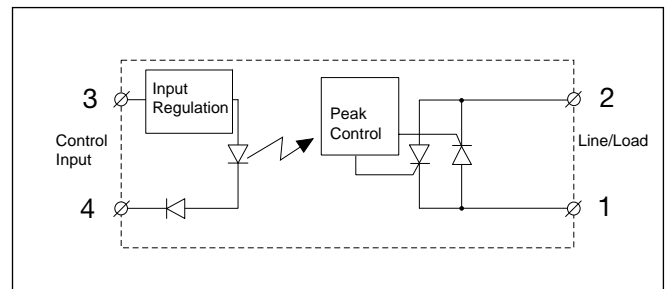 3
Input
Regulation
Control
Input
4
Peak
Control
2
Line/Load
1